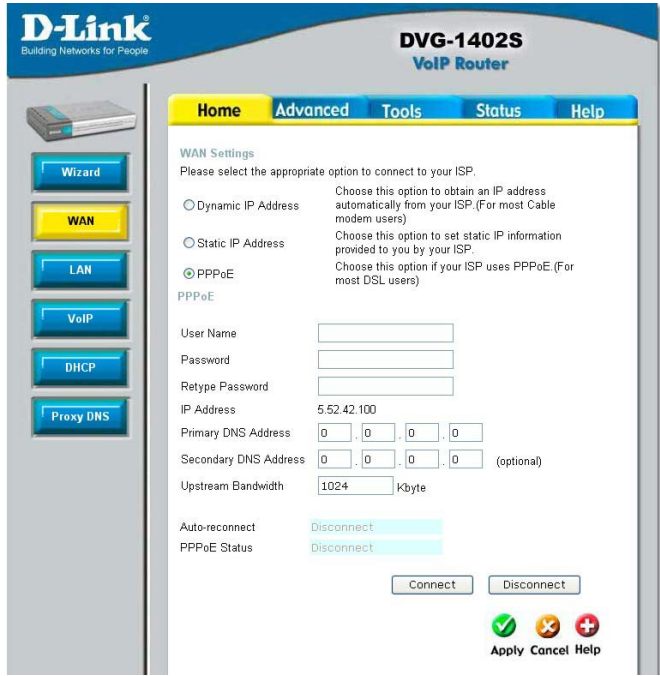 D-Link
Building Networks for People
DVG-1402S
VoIP Router
Home Advanced Tools Status Help
Wizard
WAN
LAN
VoIP
DHCP
Proxy DNS
WAN Settings
Please select the appropriate option to connect to your ISP.
Dynamic IP Address
Choose this option to obtain an IP address
automatically from your ISP.(For most Cable
modem users)
Static IP Address
Choose this option to set static IP information
provided to you by your ISP.
PPPoE
Choose this option if your ISP uses PPPoE.(For
most DSL users)
PPPoE
User Name
Password
Retype Password
IP Address 5.52.42.100
Primary DNS Address 0 . 0 . 0 . 0
Secondary DNS Address 0 . 0 . 0 . 0 (optional)
Upstream Bandwidth 1024 Kbyte
Auto-reconnect Disconnect
PPPoE Status Disconnect
Connect Disconnect
Apply Cancel Help